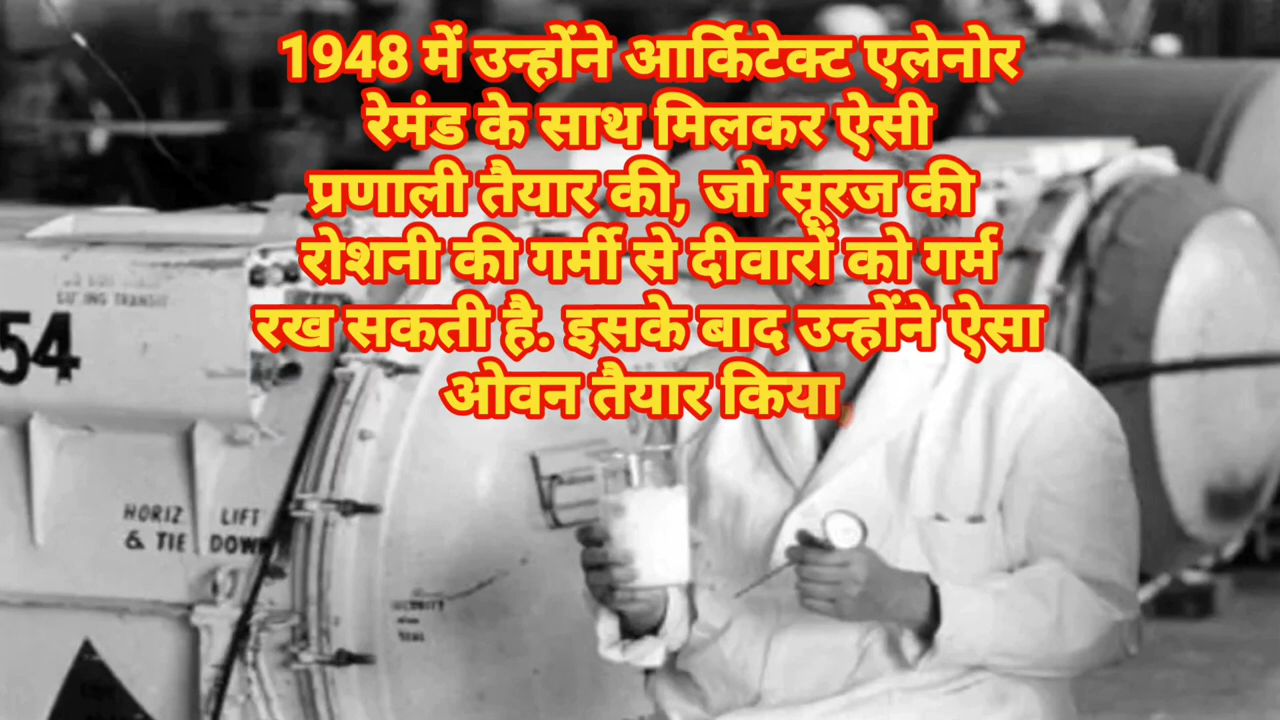 1948 में उन्होंने आर्किटेक्ट एलेनोर
रेमंड के साथ मिलकर ऐसी
प्रणाली तैयार की, जो सूरज की
रोशनी की गर्मी से दीवारों को गर्म
रख सकती है. इसके बाद उन्होंने ऐसा
ओवन तैयार किया
54
HORIZ LIFT
& TIE DOWN